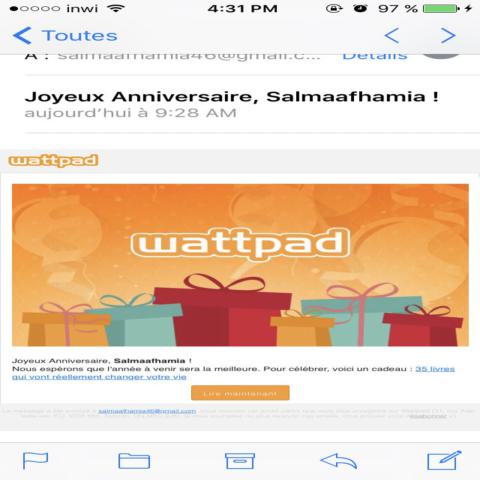 inwi 4:31 PM 97 %
Toutes
À : salmaafhamia46@gmail.c... Détails
Joyeux Anniversaire, Salmaafhamia !
aujourd'hui à 9:28 AM
wattpad
wattpad
Joyeux Anniversaire, Salmaafhamia !
Nous espérons que l'année à venir sera la meilleure. Pour célébrer, voici un cadeau : 35 livres
qui vont réellement changer votre vie
Lire maintenant
salmaafhamia46@gmail.com